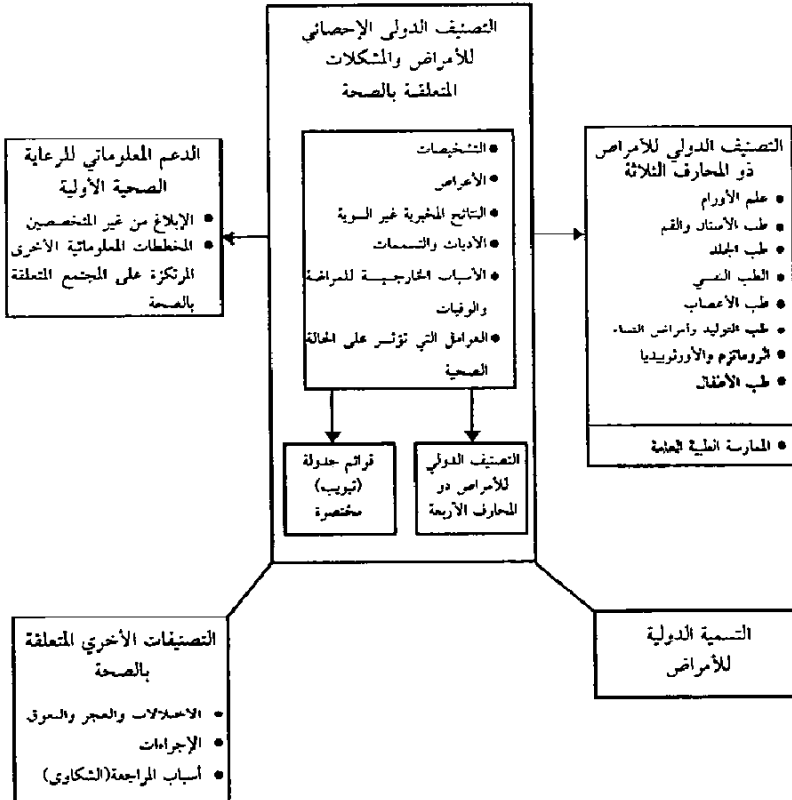 التصنيف الدولي الإحصائي
للأمراض والمشكلات
المتعلقة بالصحة
● التشخيصات
● الأعراض
● النتائج المخبرية غير السوية
● الأذيات والتسممات
● الأسباب الخارجية للمراضة
والوفيات
● العوامل التي تؤثر على الحالة
الصحية
قوائم جدولة
(تبويب)
مختصرة
التصنيف الدولي
للأمراض ذو
المحارف الأربعة
التصنيف الدولي للأمراض
ذو المحارف الثلاثة
● علم الأورام
● طب الأسنان والفم
● طب الجلد
● الطب النفسي
● طب الأعصاب
● طب التوليد وأمراض النساء
● الروماتزم والأورثوبيديا
● طب الأطفال
● الممارسة الطبية العامة
الدعم المعلوماتي للرعاية
الصحية الأولية
● الإبلاغ من غير المتخصصين
● المخططات المعلوماتية الأخرى
المرتكزة على المجتمع المتعلقة
بالصحة
التسمية الدولية
للأمراض
التصنيفات الأخري المتعلقة
بالصحة
● الاختلالات والعجز والعوق
● الإجراءات
● أسباب المراجعة(الشكاوى)